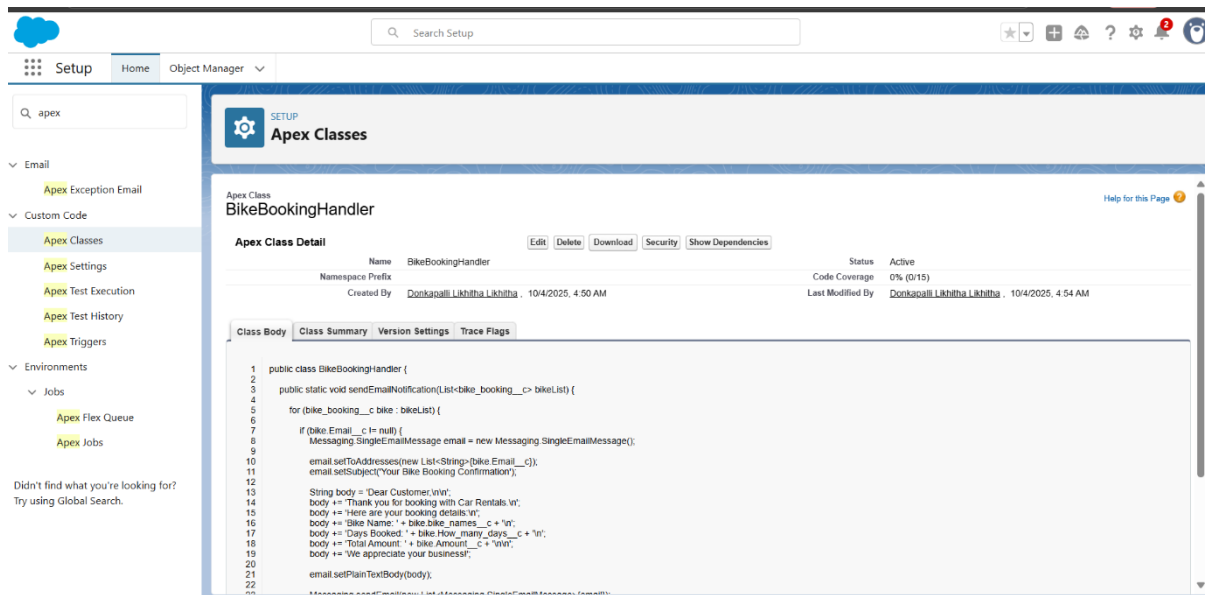 Search Setup
2
Setup Home Object Manager
apex
Email
Apex Exception Email
Custom Code
Apex Classes
Apex Settings
Apex Test Execution
Apex Test History
Apex Triggers
Environments
Jobs
Apex Flex Queue
Apex Jobs
Didn't find what you're looking for?
Try using Global Search.
SETUP
Apex Classes
Apex Class
BikeBookingHandler
Help for this Page ?
Apex Class Detail Edit Delete Download Security Show Dependencies
Name BikeBookingHandler Status Active
Namespace Prefix Code Coverage 0% (0/15)
Created By Donkapalli Likhitha Likhitha , 10/4/2025, 4:50 AM Last Modified By Donkapalli Likhitha Likhitha , 10/4/2025, 4:54 AM
Class Body Class Summary Version Settings Trace Flags
1 public class BikeBookingHandler {
2
3 public static void sendEmailNotification(List<bike_booking__c> bikeList) {
4
5 for (bike_booking__c bike : bikeList) {
6
7 if (bike.Email__c != null) {
8 Messaging.SingleEmailMessage email = new Messaging.SingleEmailMessage();
9
10 email.setToAddresses(new List<String>{bike.Email__c});
11 email.setSubject('Your Bike Booking Confirmation');
12
13 String body = 'Dear Customer,\n\n';
14 body += 'Thank you for booking with Car Rentals.\n';
15 body += 'Here are your booking details:\n';
16 body += 'Bike Name: ' + bike.bike_names__c + '\n';
17 body += 'Days Booked: ' + bike.How_many_days__c + '\n';
18 body += 'Total Amount: ' + bike.Amount__c + '\n\n';
19 body += 'We appreciate your business!';
20
21 email.setPlainTextBody(body);
22
23 Messaging.sendEmail(new List<Messaging.SingleEmailMessage>{email});